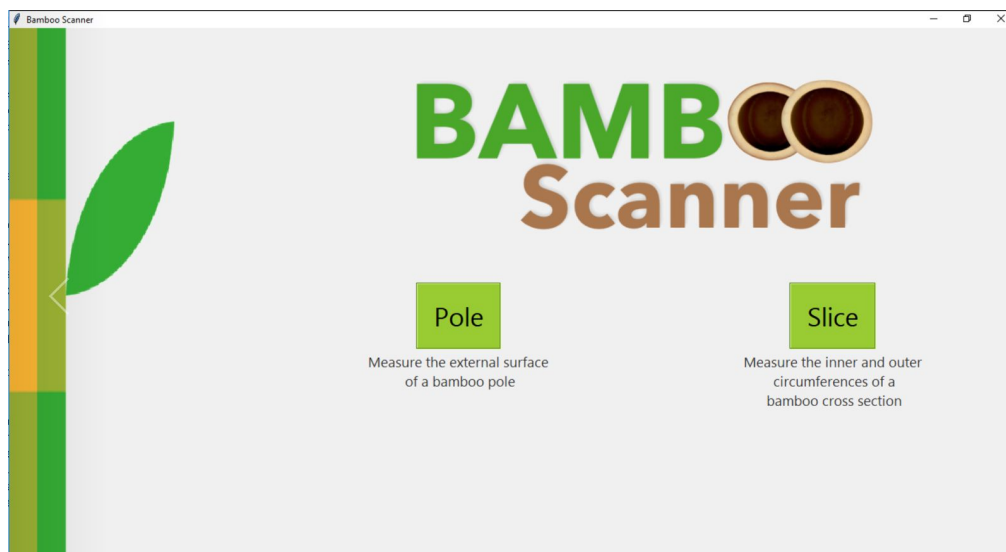 Bamboo Scanner
BAMBOO
Scanner
Pole
Measure the external surface
of a bamboo pole
Slice
Measure the inner and outer
circumferences of a
bamboo cross section